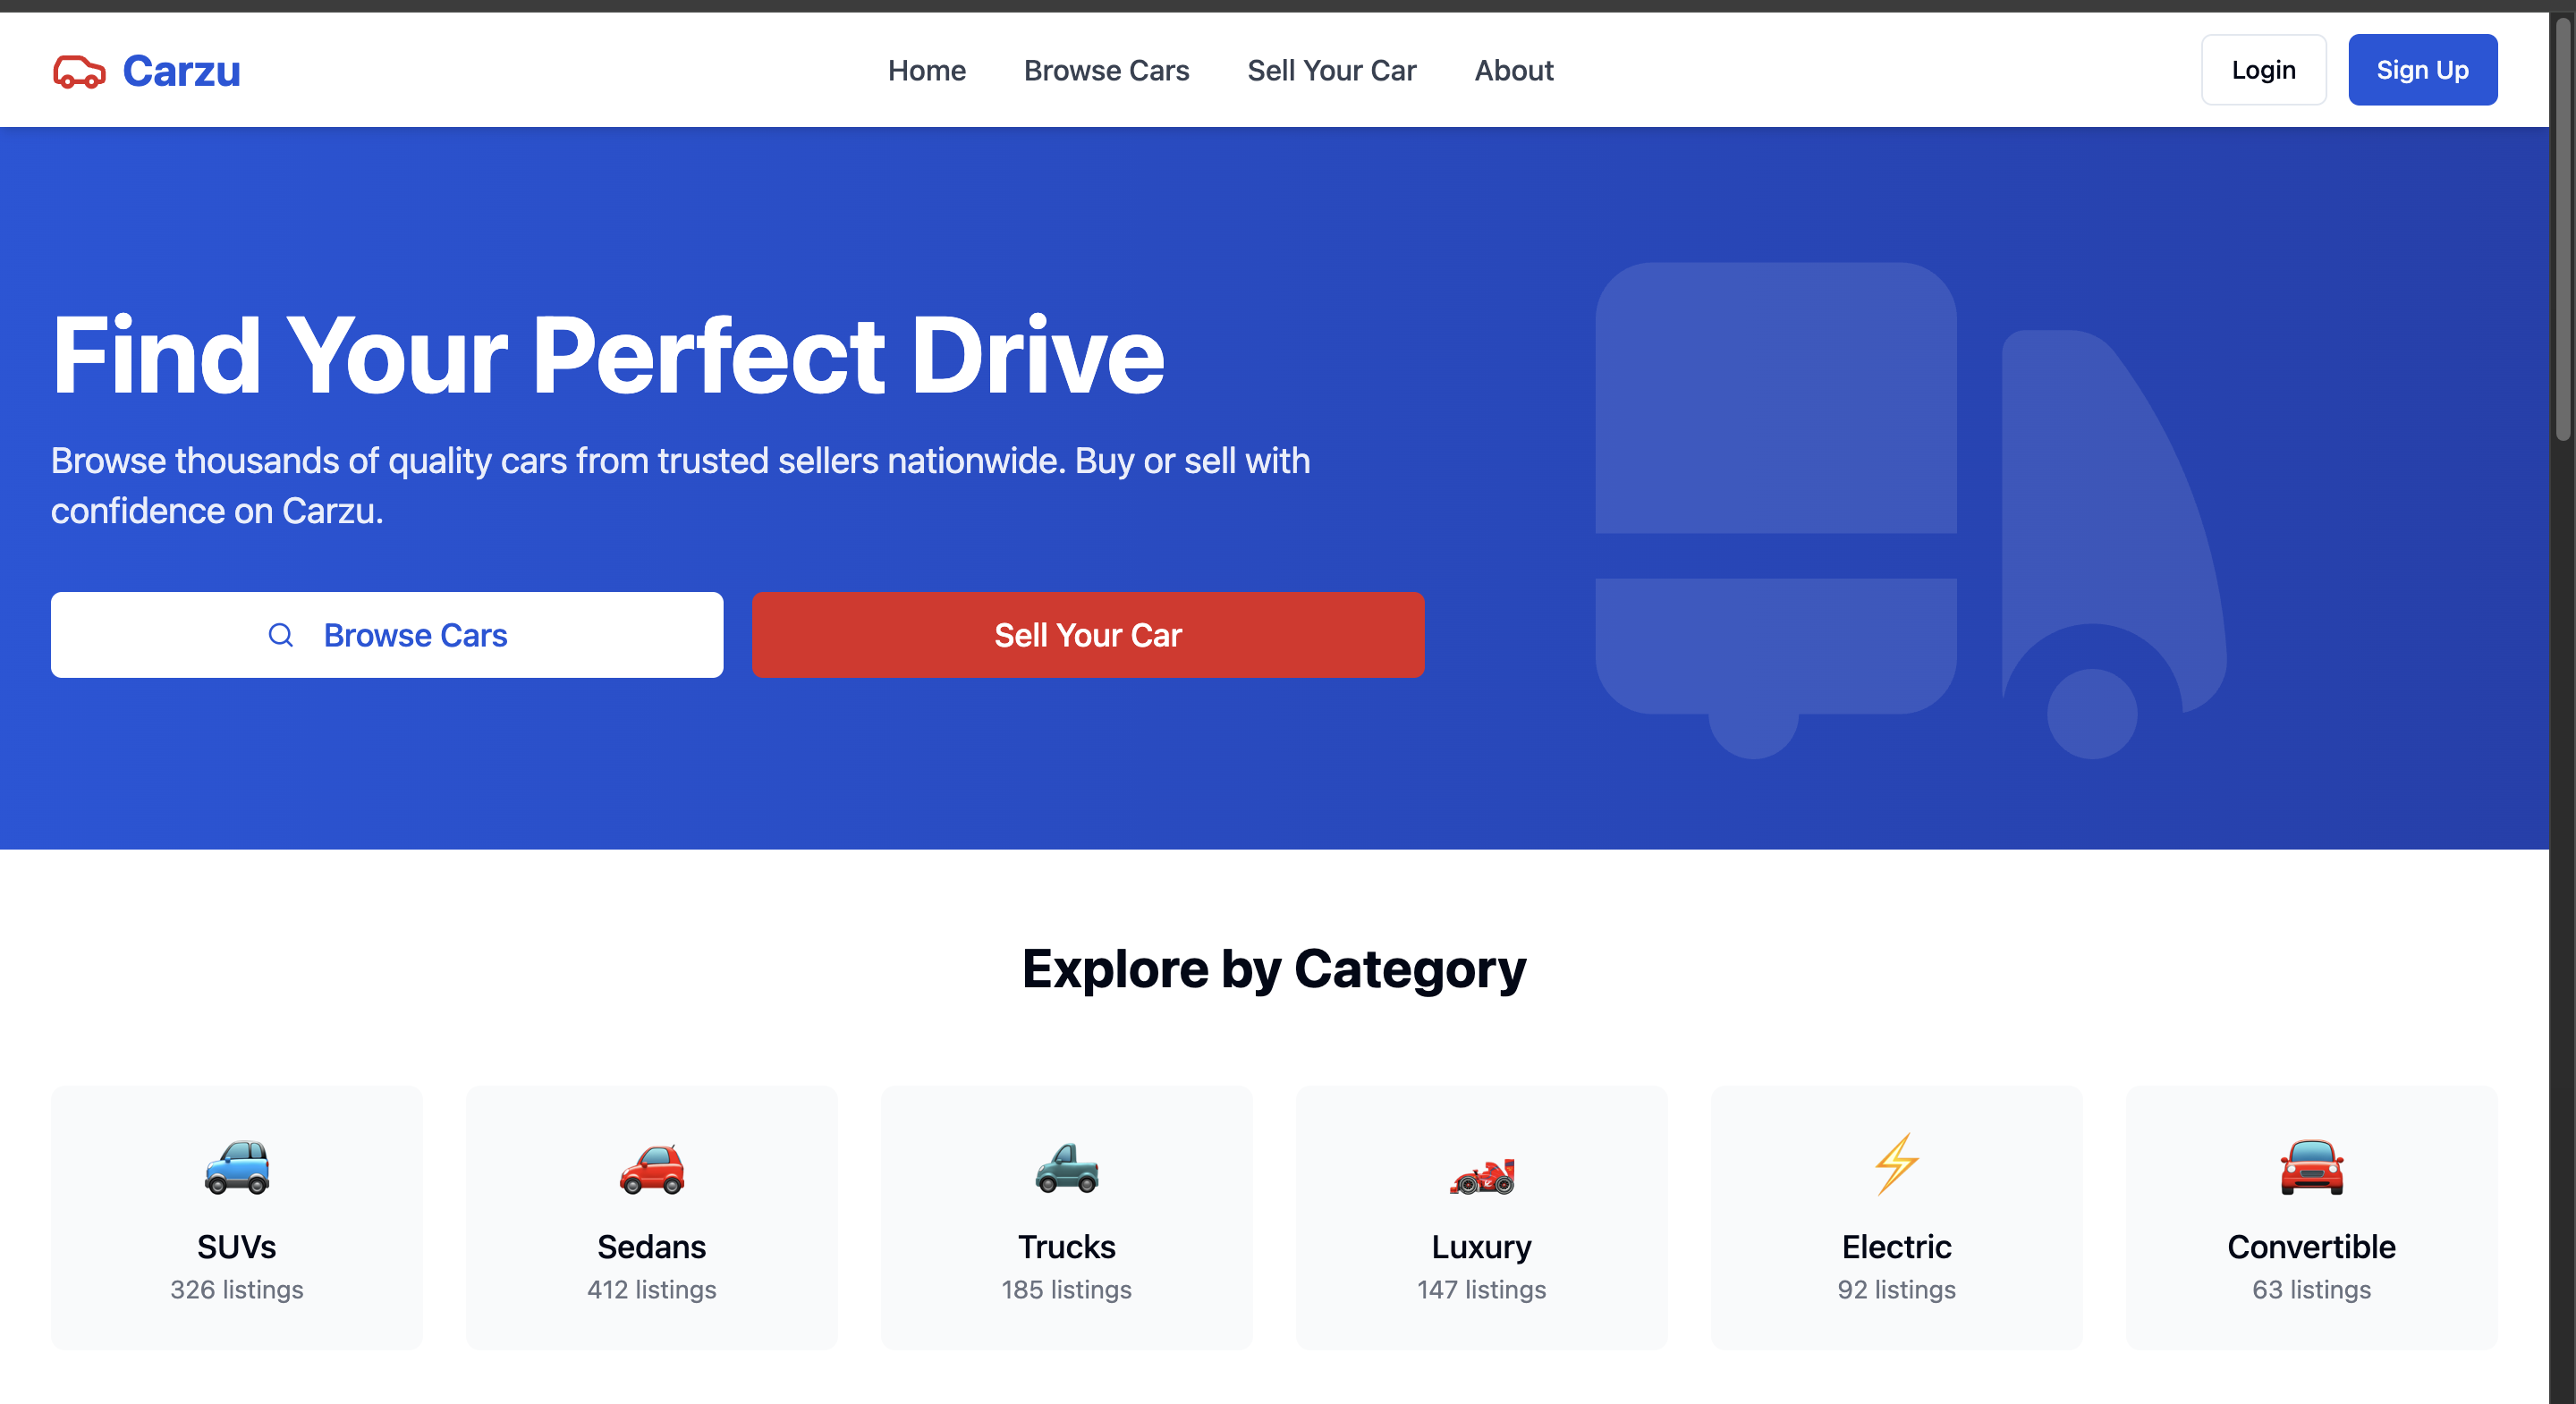 Carzu
Home
Browse Cars
Sell Your Car
About
Login
Sign Up
Find Your Perfect Drive
Browse thousands of quality cars from trusted sellers nationwide. Buy or sell with
confidence on Carzu.
Browse Cars
Sell Your Car
Explore by Category
SUVs
326 listings
Sedans
412 listings
Trucks
185 listings
Luxury
147 listings
Electric
92 listings
Convertible
63 listings